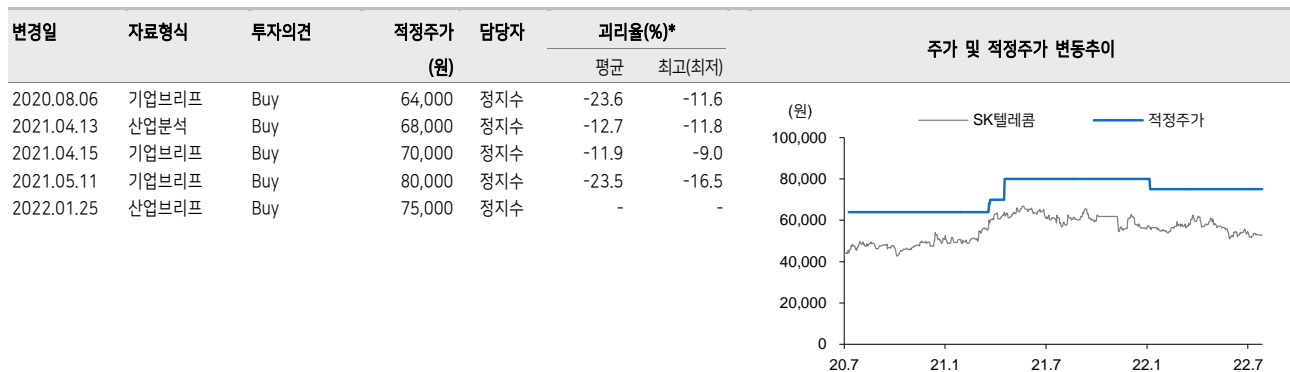 변경일 자료형식 투자의견 적정주가 담당자 괴리율(%)* 주가 및 적정주가 변동추이
(원) 평균 최고(최저)
2020.08.06 기업브리프 Buy 64,000 정지수 -23.6 -11.6
2021.04.13 산업분석 Buy 68,000 정지수 -12.7 -11.8
2021.04.15 기업브리프 Buy 70,000 정지수 -11.9 -9.0
2021.05.11 기업브리프 Buy 80,000 정지수 -23.5 -16.5
2022.01.25 산업브리프 Buy 75,000 정지수 - -
(원) SK텔레콤 적정주가
100,000
80,000
60,000
40,000
20,000
0
20.7 21.1 21.7 22.1 22.7